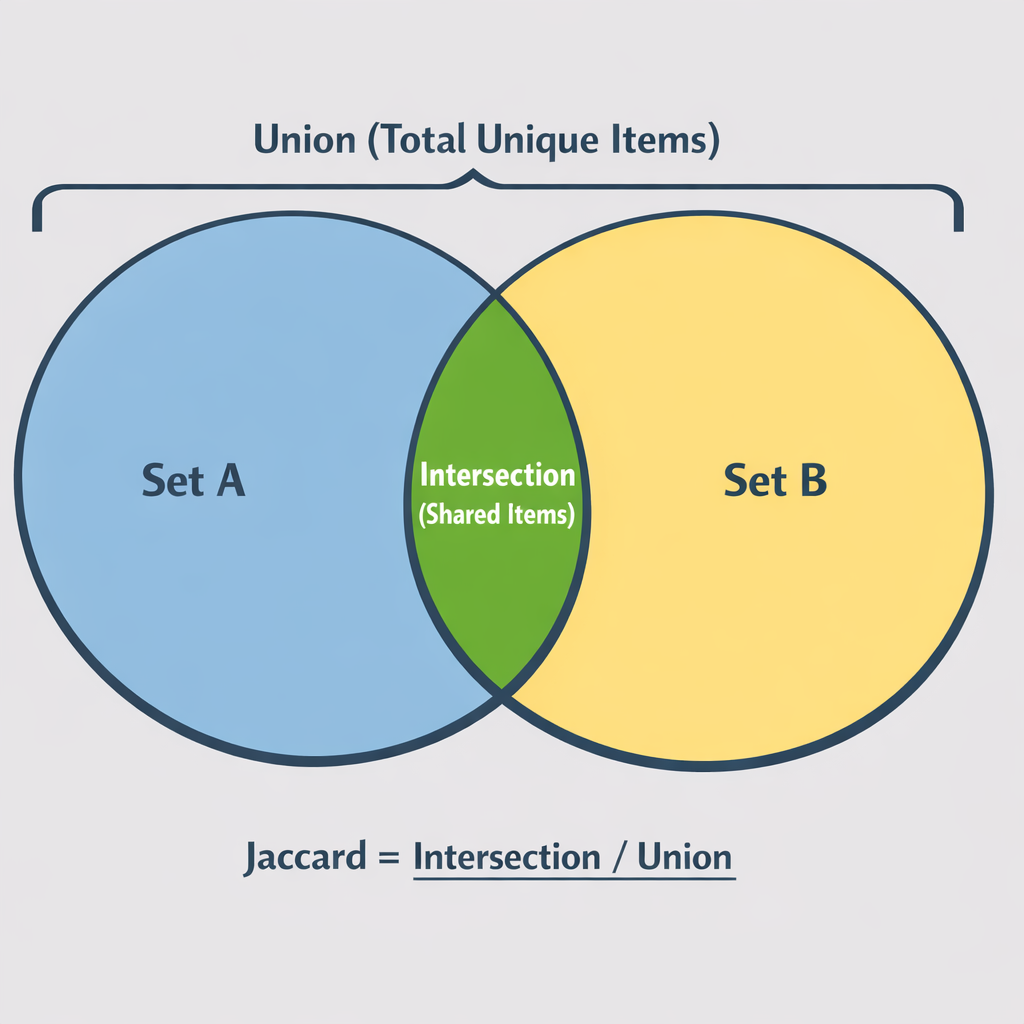 Union (Total Unique Items)
Set A
Intersection
(Shared Items)
Set B
Jaccard = Intersection / Union